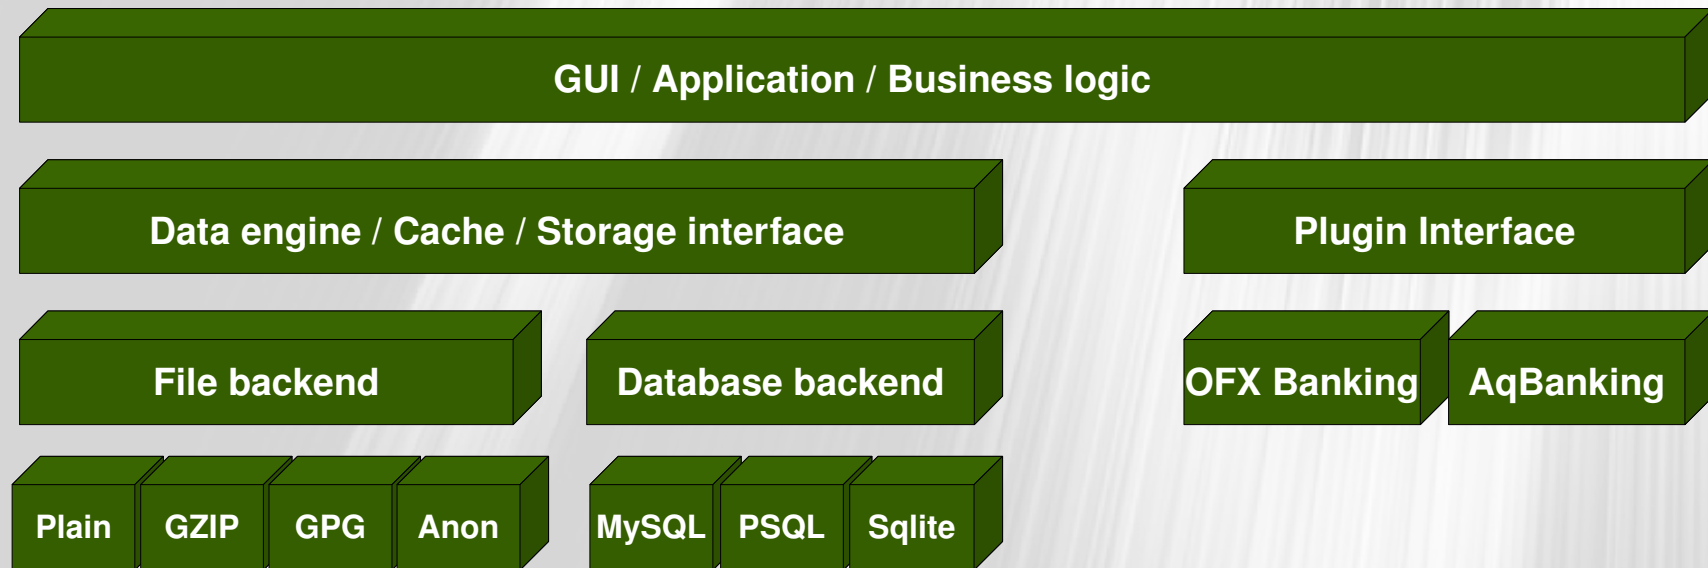 GUI / Application / Business logic
Data engine / Cache / Storage interface
Plugin Interface
File backend
Database backend
OFX Banking
AqBanking
Plain
GZIP
GPG
Anon
MySQL
PSQL
Sqlite